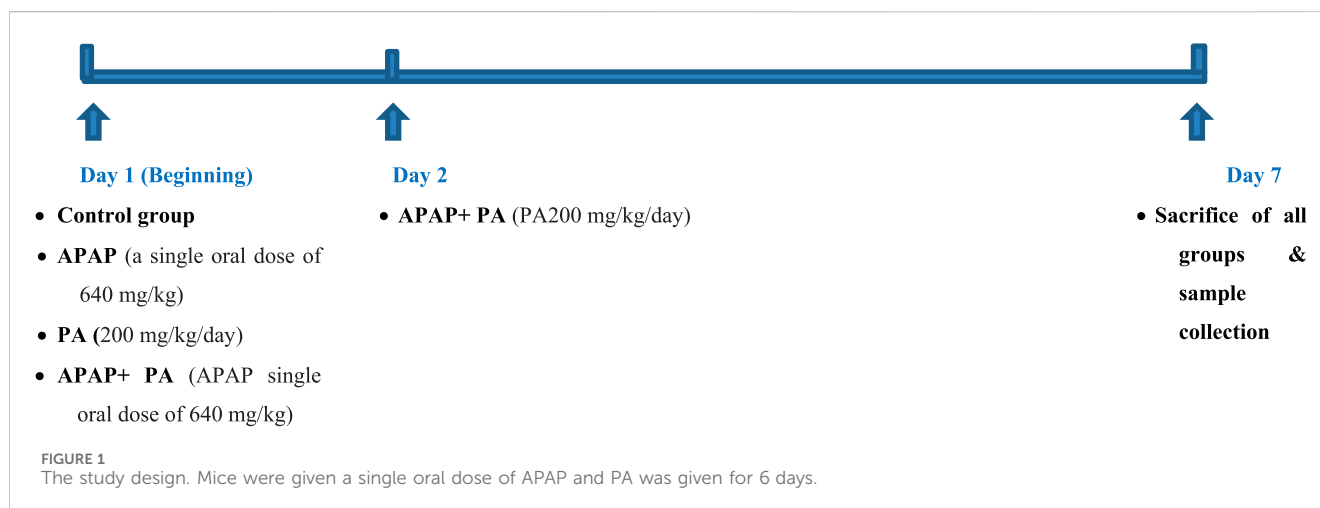 Day 1 (Beginning)
• Control group
• APAP (a single oral dose of
640 mg/kg)
• PA (200 mg/kg/day)
• APAP+ PA (APAP single
oral dose of 640 mg/kg)
Day 2
• APAP+ PA (PA200 mg/kg/day)
Day 7
• Sacrifice of all
groups &
sample
collection
FIGURE 1
The study design. Mice were given a single oral dose of APAP and PA was given for 6 days.